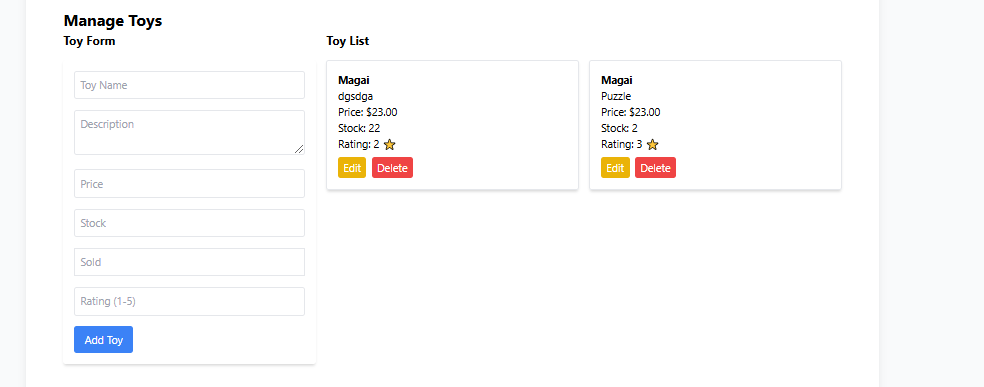 Manage Toys
Toy Form
Toy Name
Description
Price
Stock
Sold
Rating (1-5)
Add Toy
Toy List
Magai
dgsdga
Price: $23.00
Stock: 22
Rating: 2 ⭐
Edit Delete
Magai
Puzzle
Price: $23.00
Stock: 2
Rating: 3 ⭐
Edit Delete